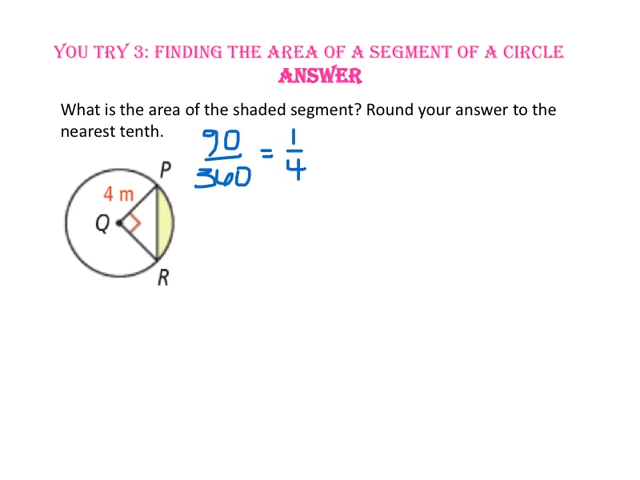 YOU TRY 3: FINDING THE AREA OF A SEGMENT OF A CIRCLE
ANSWER
What is the area of the shaded segment? Round your answer to the
nearest tenth.
90/360 = 1/4
P
4 m
Q
R